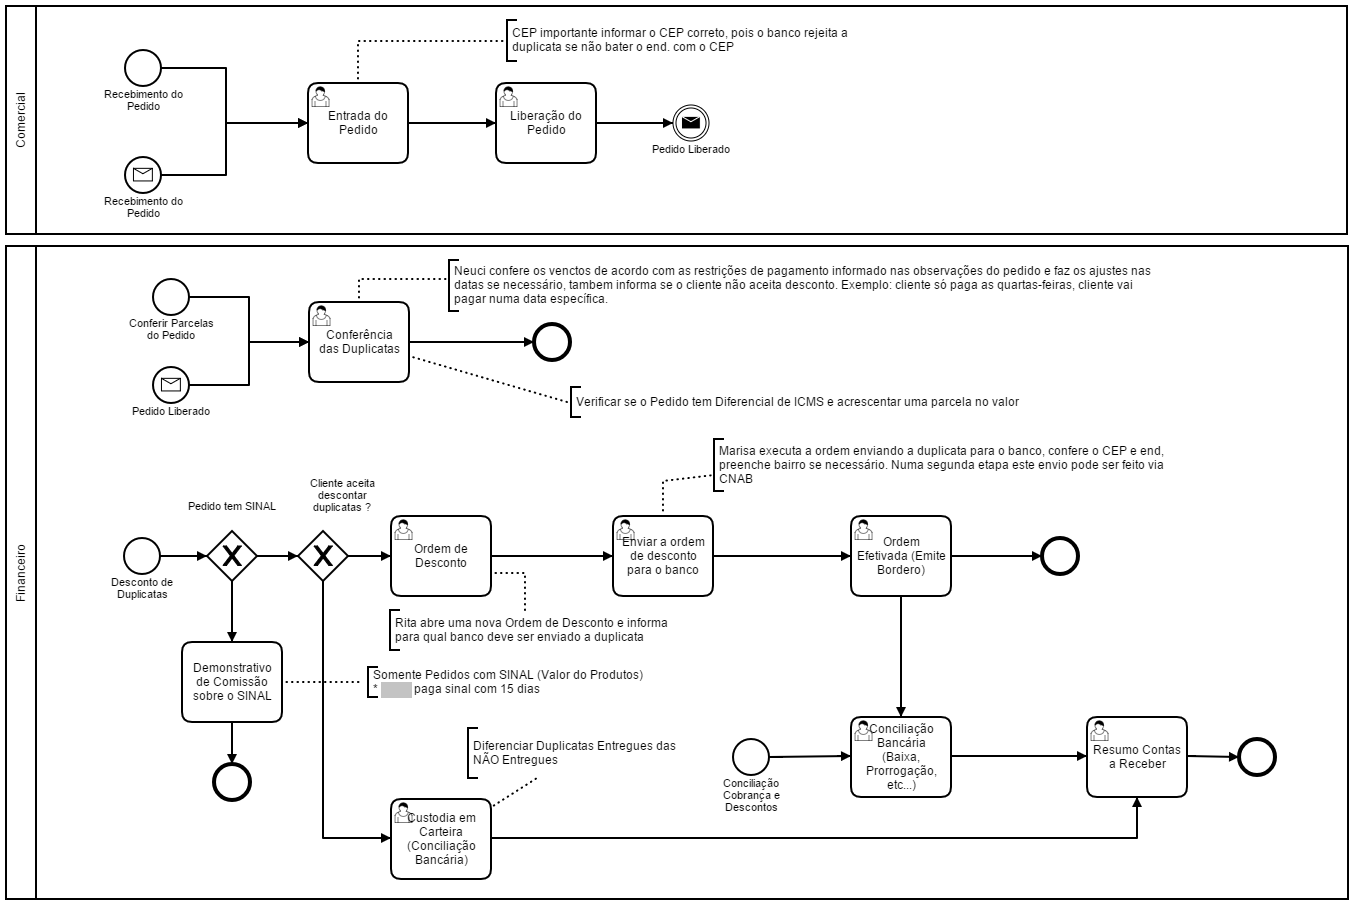 Comercial
CEP importante informar o CEP correto, pois o banco rejeita a
duplicata se não bater o end. com o CEP
Recebimento do
Pedido
Entrada do
Pedido
Liberação do
Pedido
Pedido Liberado
Recebimento do
Pedido
Financeiro
Neuci confere os venctos de acordo com as restrições de pagamento informado nas observações do pedido e faz os ajustes nas
datas se necessário, tambem informa se o cliente não aceita desconto. Exemplo: cliente só paga as quartas-feiras, cliente vai
pagar numa data específica.
Conferir Parcelas
do Pedido
Conferência
das Duplicatas
Pedido Liberado
Verificar se o Pedido tem Diferencial de ICMS e acrescentar uma parcela no valor
Marisa executa a ordem enviando a duplicata para o banco, confere o CEP e end,
preenche bairro se necessário. Numa segunda etapa este envio pode ser feito via
CNAB
Pedido tem SINAL
Cliente aceita
descontar
duplicatas ?
Desconto de
Duplicatas
Ordem de
Desconto
Enviar a ordem
de desconto
para o banco
Ordem
Efetivada (Emite
Bordero)
Rita abre uma nova Ordem de Desconto e informa
para qual banco deve ser enviado a duplicata
Demonstrativo
de Comissão
sobre o SINAL
Somente Pedidos com SINAL (Valor do Produtos)
* paga sinal com 15 dias
Diferenciar Duplicatas Entregues das
NÃO Entregues
Conciliação
Cobrança e
Descontos
Conciliação
Bancária
(Baixa,
Prorrogação,
etc...)
Resumo Contas
a Receber
Custodia em
Carteira
(Conciliação
Bancária)